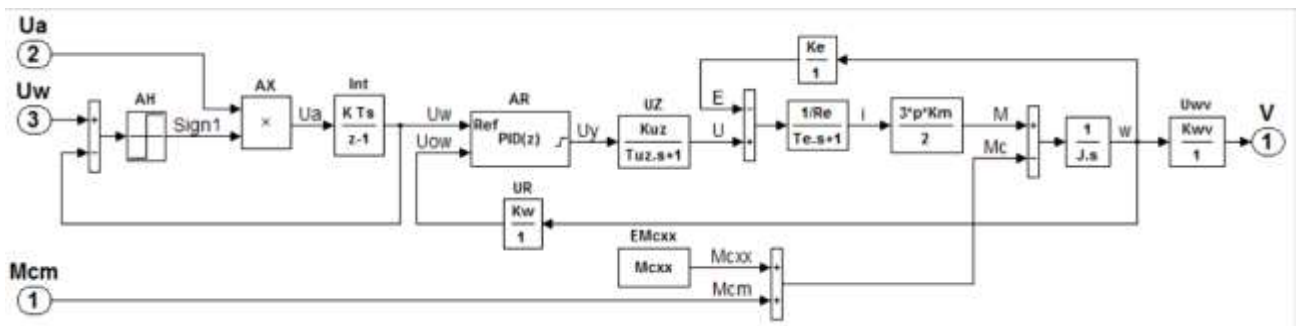 Ua
2
Uw
3
AH
Sign1
AX
×
Ua
Int
K Ts
z-1
Uw
Uow
AR
Ref
PID(z)
Uy
UZ
Kuz
Tuz.s+1
Ke
1
E
U
1/Re
Te.s+1
i
3*p*Km
2
M
Mc
1
J.s
w
Uwv
Kwv
1
V
1
UR
Kw
1
EMcxx
Mcxx
Mcxx
Mcm
Mcm
1